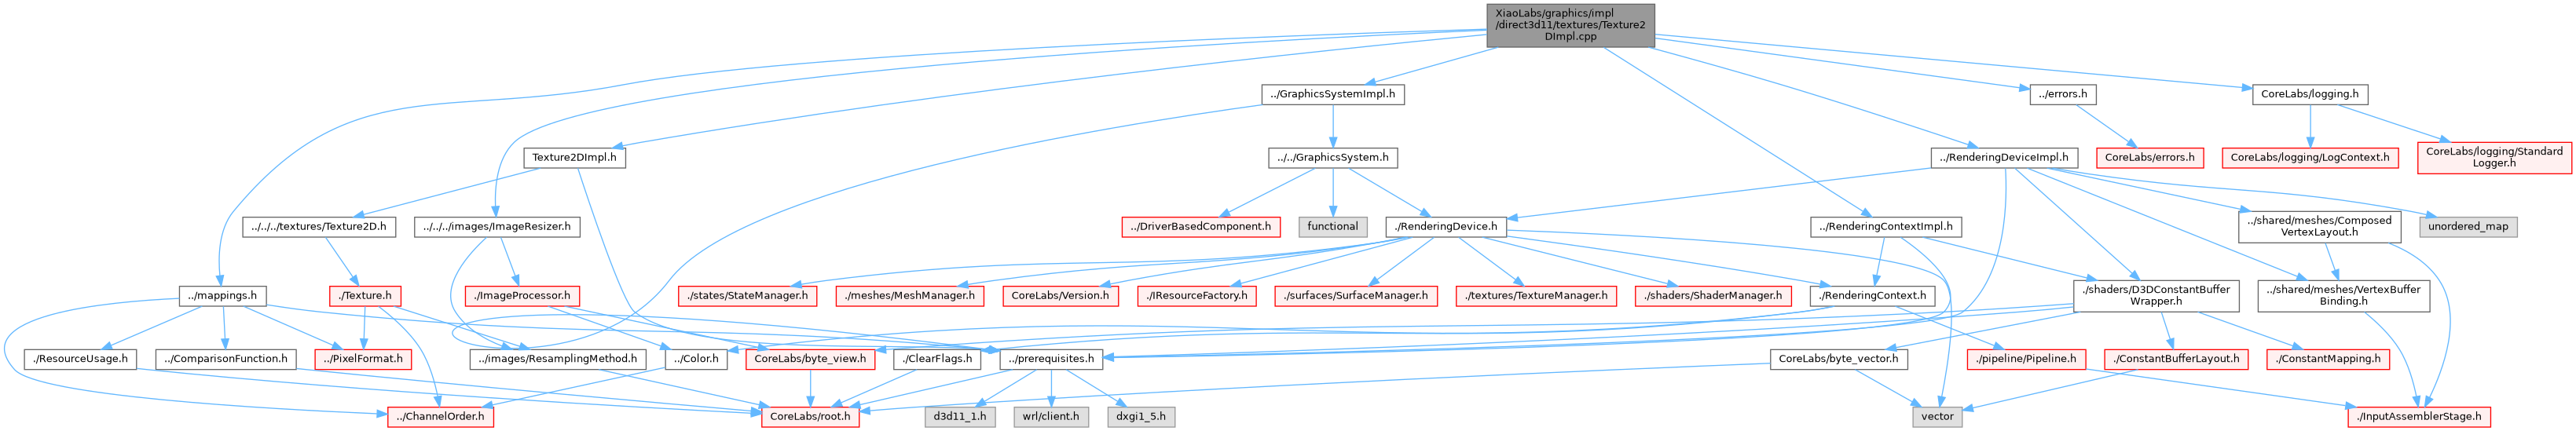 XiaoLabs/graphics/impl
/direct3d11/textures/Texture2
DImpl.cpp
../GraphicsSystemImpl.h
../errors.h
CoreLabs/logging.h
Texture2DImpl.h
../../GraphicsSystem.h
../RenderingDeviceImpl.h
CoreLabs/errors.h
CoreLabs/logging/LogContext.h
CoreLabs/logging/Standard
Logger.h
../../../textures/Texture2D.h
../../../images/ImageResizer.h
../DriverBasedComponent.h
functional
./RenderingDevice.h
../RenderingContextImpl.h
../shared/meshes/Composed
VertexLayout.h
unordered_map
../mappings.h
./Texture.h
./ImageProcessor.h
./states/StateManager.h
./meshes/MeshManager.h
CoreLabs/Version.h
./IResourceFactory.h
./surfaces/SurfaceManager.h
./textures/TextureManager.h
./shaders/ShaderManager.h
./RenderingContext.h
./shaders/D3DConstantBuffer
Wrapper.h
../shared/meshes/VertexBuffer
Binding.h
./ResourceUsage.h
../ComparisonFunction.h
../PixelFormat.h
../images/ResamplingMethod.h
../Color.h
CoreLabs/byte_view.h
./ClearFlags.h
../prerequisites.h
CoreLabs/byte_vector.h
./pipeline/Pipeline.h
./ConstantBufferLayout.h
./ConstantMapping.h
../ChannelOrder.h
CoreLabs/root.h
d3d11_1.h
wrl/client.h
dxgi1_5.h
vector
./InputAssemblerStage.h